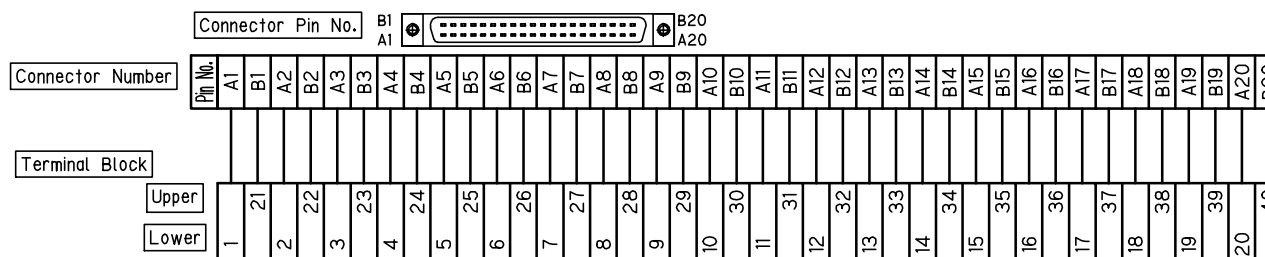 Connector Pin No. B1 B20
A1 A20
Connector Number Pin No. A1 B1 A2 B2 A3 B3 A4 B4 A5 B5 A6 B6 A7 B7 A8 B8 A9 B9 A10 B10 A11 B11 A12 B12 A13 B13 A14 B14 A15 B15 A16 B16 A17 B17 A18 B18 A19 B19 A20 B20
Terminal Block
Upper 21 22 23 24 25 26 27 28 29 30 31 32 33 34 35 36 37 38 39 40
Lower 1 2 3 4 5 6 7 8 9 10 11 12 13 14 15 16 17 18 19 20